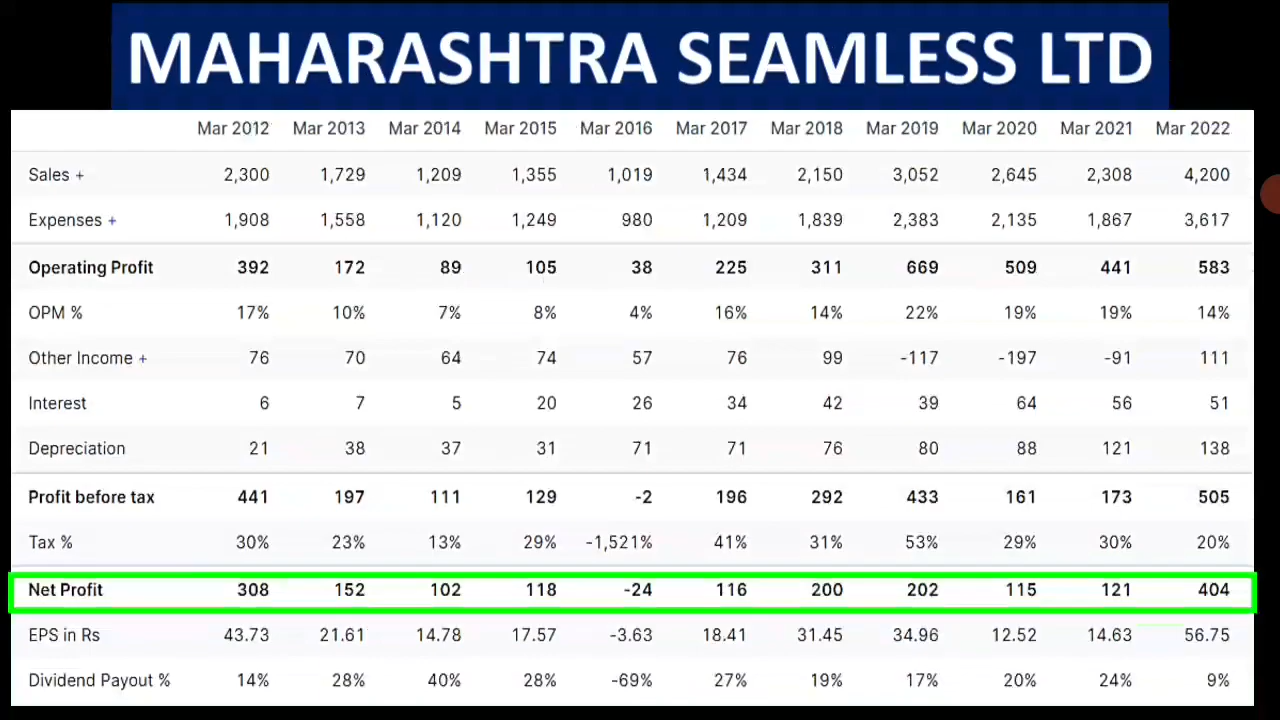 MAHARASHTRA SEAMLESS LTD
Mar 2012 Mar 2013 Mar 2014 Mar 2015 Mar 2016 Mar 2017 Mar 2018 Mar 2019 Mar 2020 Mar 2021 Mar 2022
Sales + 2,300 1,729 1,209 1,355 1,019 1,434 2,150 3,052 2,645 2,308 4,200
Expenses + 1,908 1,558 1,120 1,249 980 1,209 1,839 2,383 2,135 1,867 3,617
Operating Profit 392 172 89 105 38 225 311 669 509 441 583
OPM % 17% 10% 7% 8% 4% 16% 14% 22% 19% 19% 14%
Other Income + 76 70 64 74 57 76 99 -117 -197 -91 111
Interest 6 7 5 20 26 34 42 39 64 56 51
Depreciation 21 38 37 31 71 71 76 80 88 121 138
Profit before tax 441 197 111 129 -2 196 292 433 161 173 505
Tax % 30% 23% 13% 29% -1,521% 41% 31% 53% 29% 30% 20%
Net Profit 308 152 102 118 -24 116 200 202 115 121 404
EPS in Rs 43.73 21.61 14.78 17.57 -3.63 18.41 31.45 34.96 12.52 14.63 56.75
Dividend Payout % 14% 28% 40% 28% -69% 27% 19% 17% 20% 24% 9%